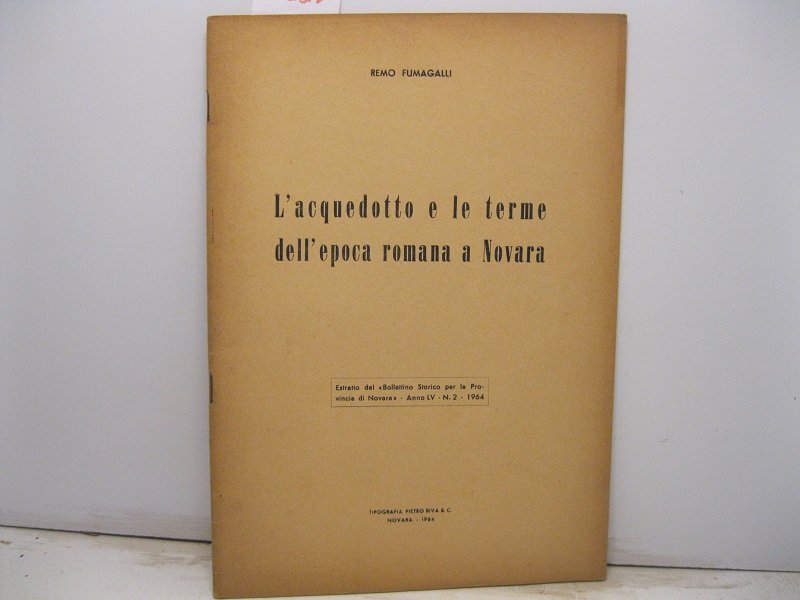 REMO FUMAGALLI
L'acquedotto e le terme
dell'epoca romana a Novara
Estratto dal «Bollettino Storico per la Pro-
vincia di Novara» - Anno LV - N. 2 - 1964
TIPOGRAFIA PIETRO RIVA & C.
NOVARA - 1964